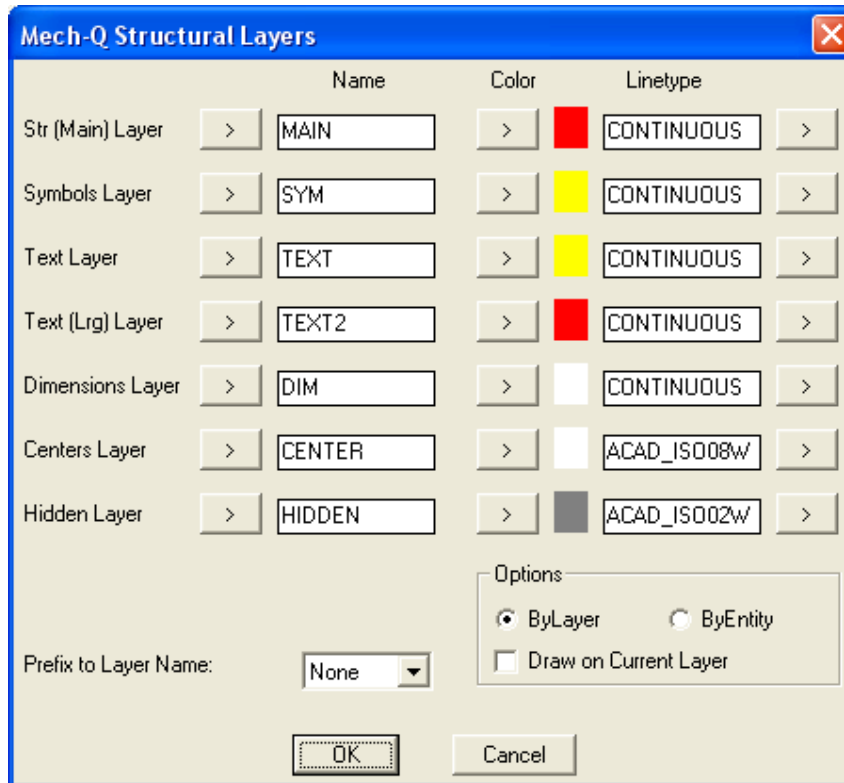 Mech-Q Structural Layers
Name Color Linetype
Str (Main) Layer > MAIN > CONTINUOUS >
Symbols Layer > SYM > CONTINUOUS >
Text Layer > TEXT > CONTINUOUS >
Text (Lrg) Layer > TEXT2 > CONTINUOUS >
Dimensions Layer > DIM > CONTINUOUS >
Centers Layer > CENTER > ACAD_ISO08W >
Hidden Layer > HIDDEN > ACAD_ISO02W >
Options
ByLayer ByEntity
Prefix to Layer Name: None Draw on Current Layer
OK Cancel